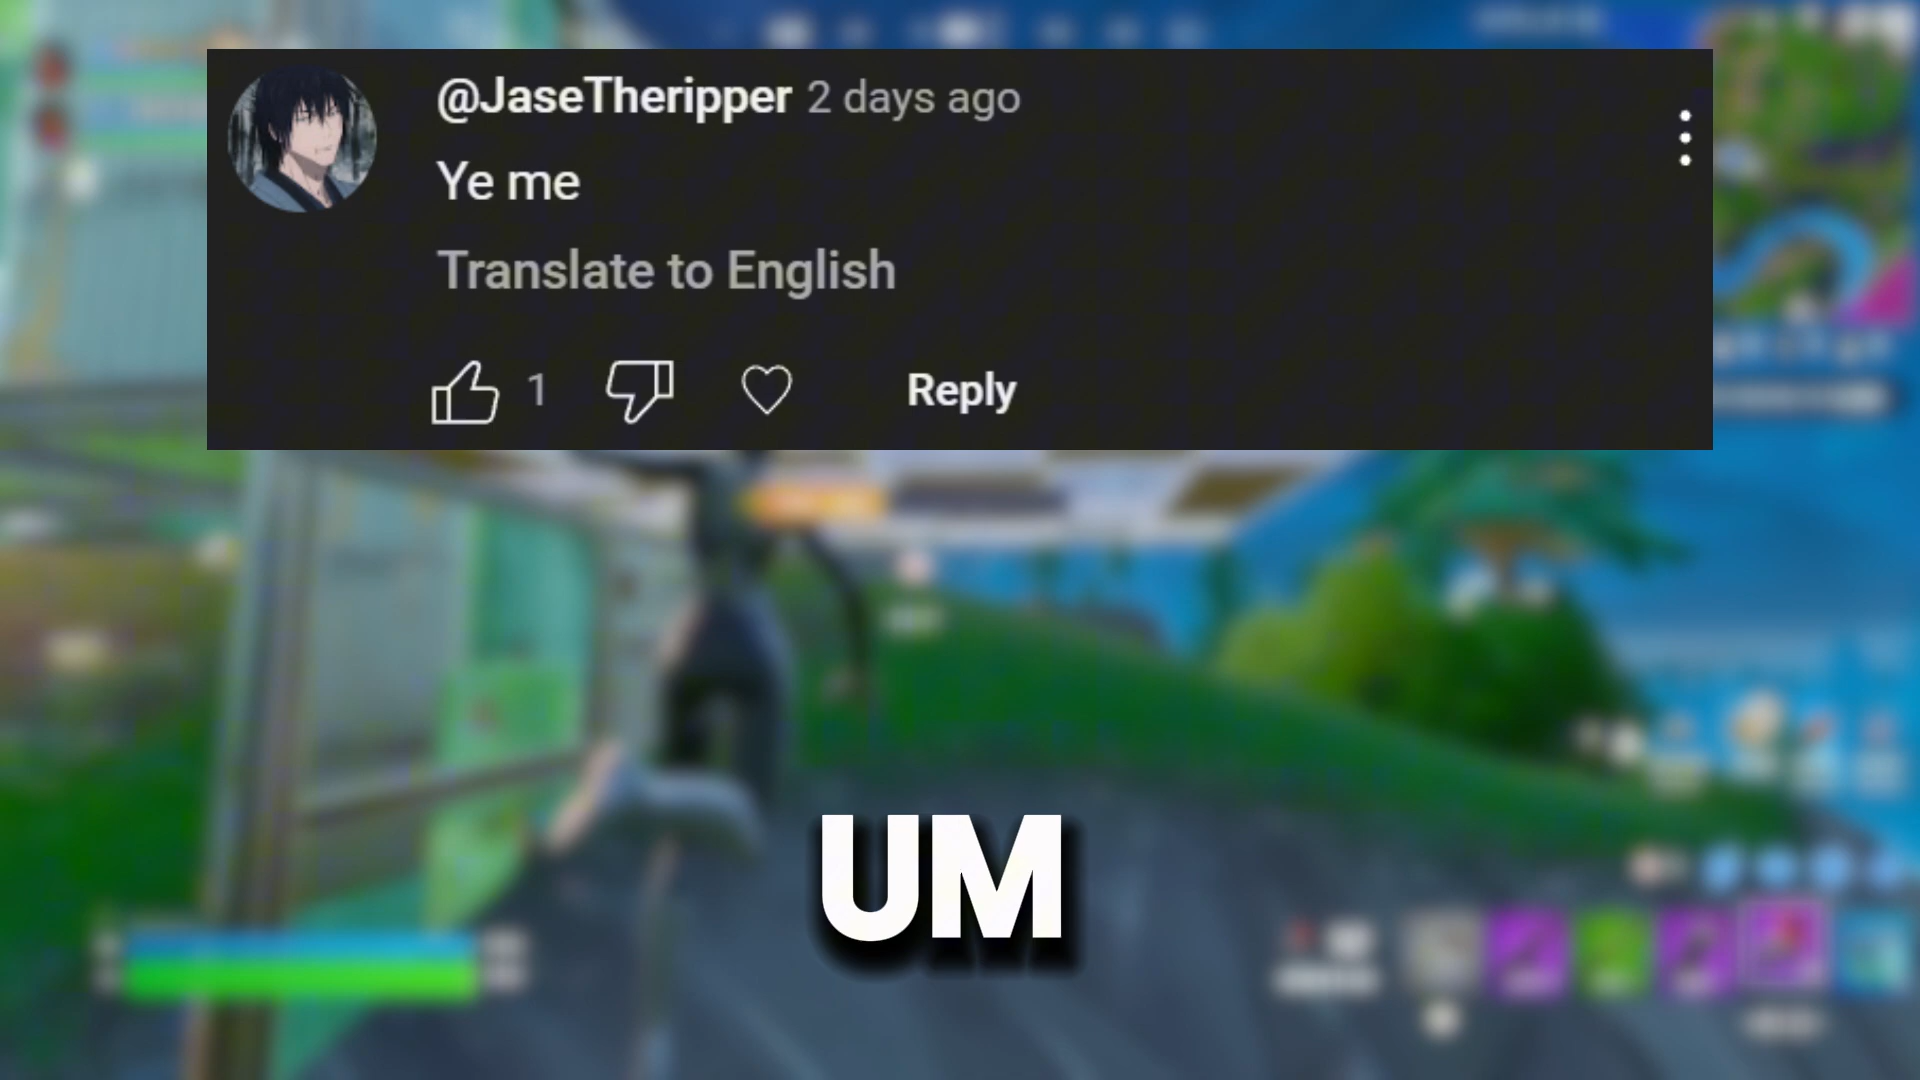 @JaseTheripper 2 days ago
Ye me
Translate to English
1 Reply
UM